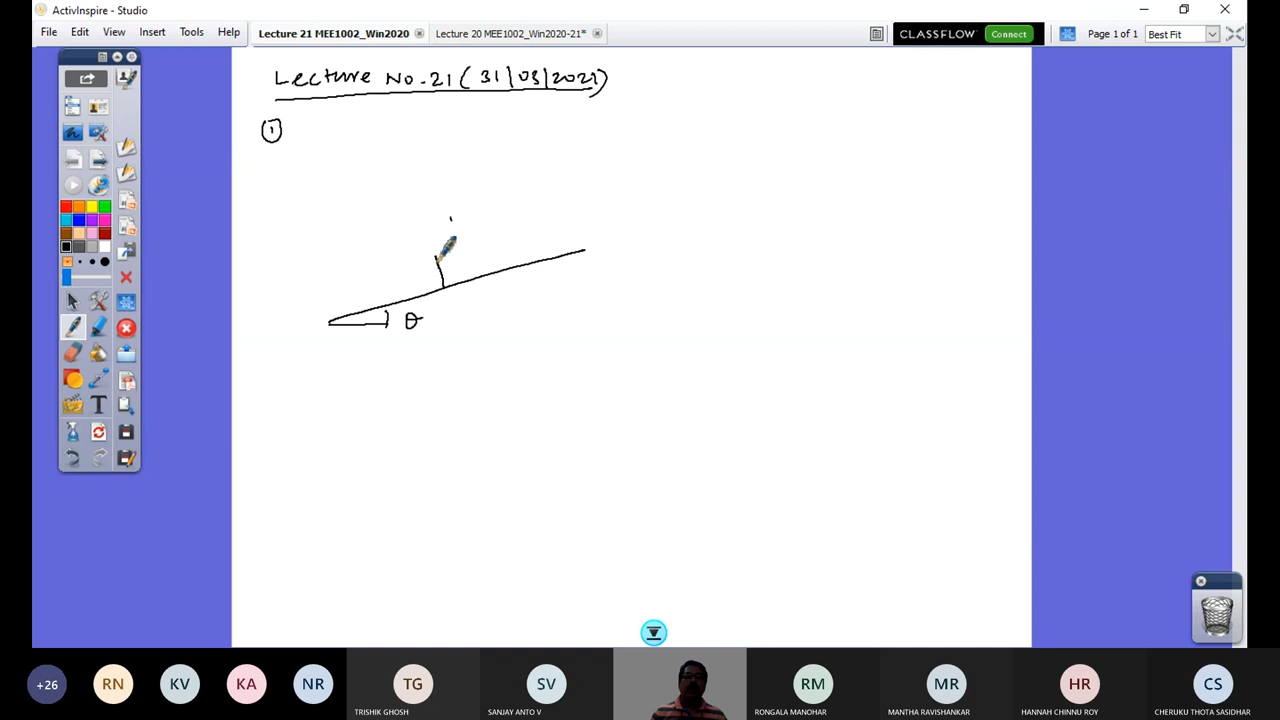 ActivInspire - Studio
File Edit View Insert Tools Help
Lecture 21 MEE1002_Win2020 Lecture 20 MEE1002_Win2020-21*
CLASSFLOW Connect
Page 1 of 1 Best Fit
Lecture No.21 (31/03/2021)
①
θ
T
+26 RN KV KA NR TG SV RM MR HR CS
TRISHIK GHOSH SANJAY ANTO V RONGALA MANOHAR MANTHA RAVISHANKAR HANNAH CHINNU ROY CHERUKU THOTA SASIDHAR